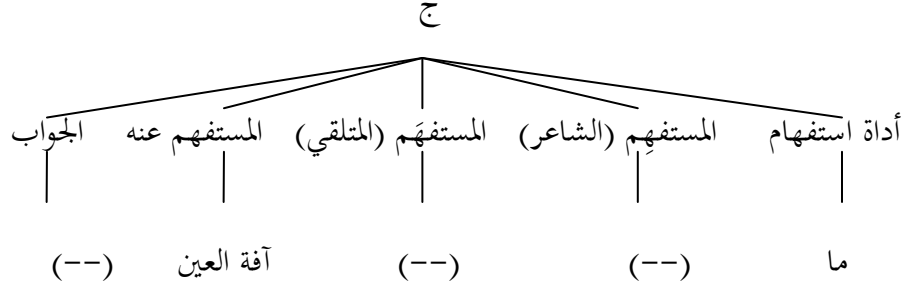 ج
أداة استفهام المستفهِم (الشاعر) المستفهَم (المتلقي) المستفهم عنه الجواب
ما (--) (--) آفة العين (--)